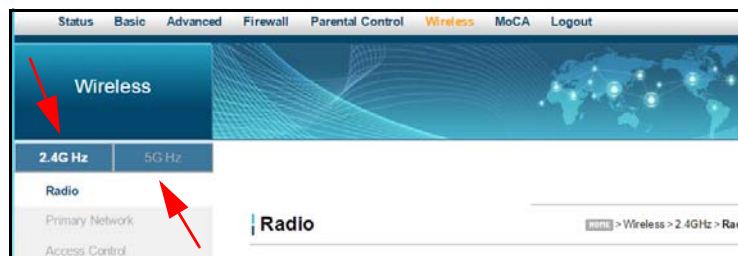 Status Basic Advanced Firewall Parental Control Wireless MoCA Logout
Wireless
2.4G Hz 5G Hz
Radio
Primary Network
Access Control
Radio
HOME > Wireless > 2.4GHz >